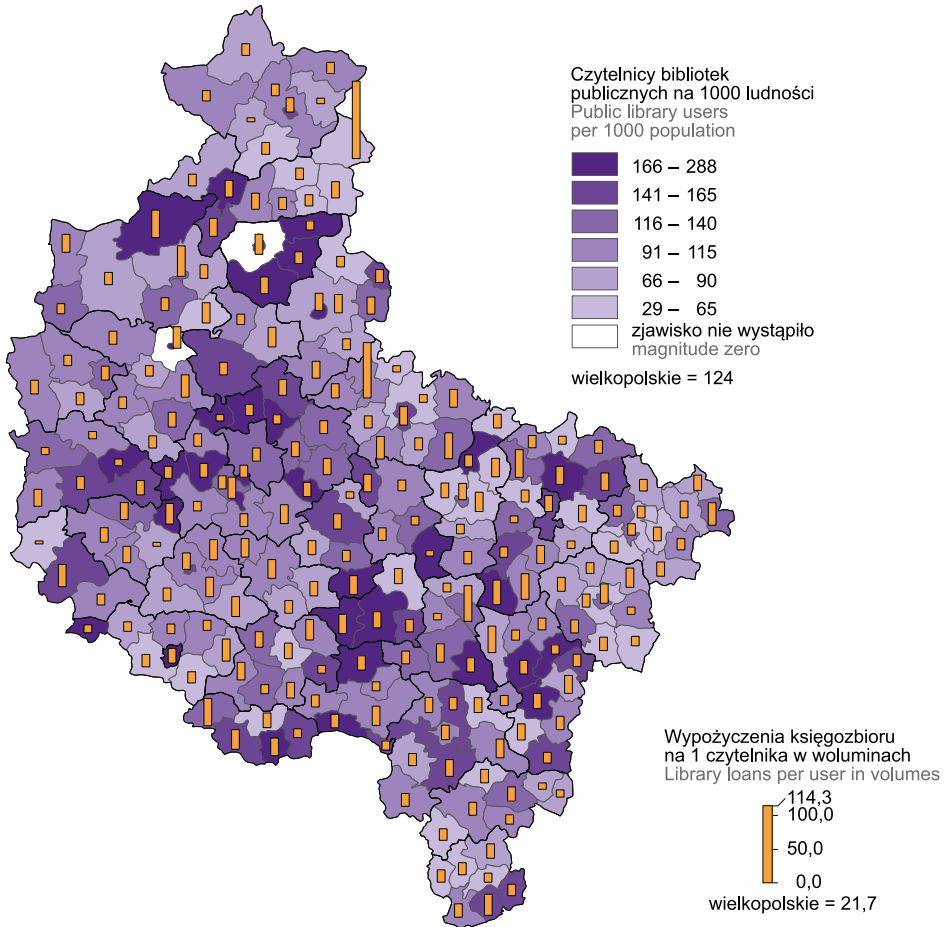 Czytelnicy bibliotek
publicznych na 1000 ludności
Public library users
per 1000 population
166 – 288
141 – 165
116 – 140
91 – 115
66 – 90
29 – 65
zjawisko nie wystąpiło
magnitude zero
wielkopolskie = 124
Wypożyczenia księgozbioru
na 1 czytelnika w woluminach
Library loans per user in volumes
114,3
100,0
50,0
0,0
wielkopolskie = 21,7